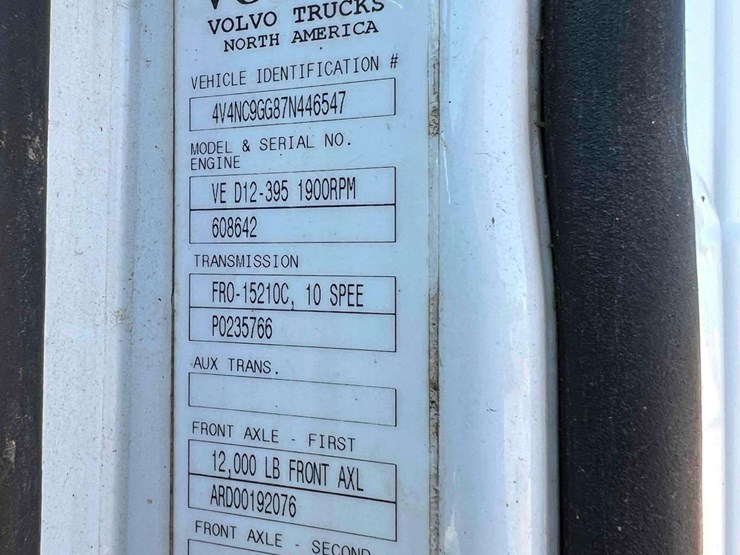 VOLVO TRUCKS
NORTH AMERICA
VEHICLE IDENTIFICATION #
4V4NC9GG87N446547
MODEL & SERIAL NO.
ENGINE
VE D12-395 1900RPM
608642
TRANSMISSION
FRO-15210C, 10 SPEE
PO235766
AUX TRANS.
FRONT AXLE - FIRST
12,000 LB FRONT AXL
ARD00192076
FRONT AXLE - SECOND